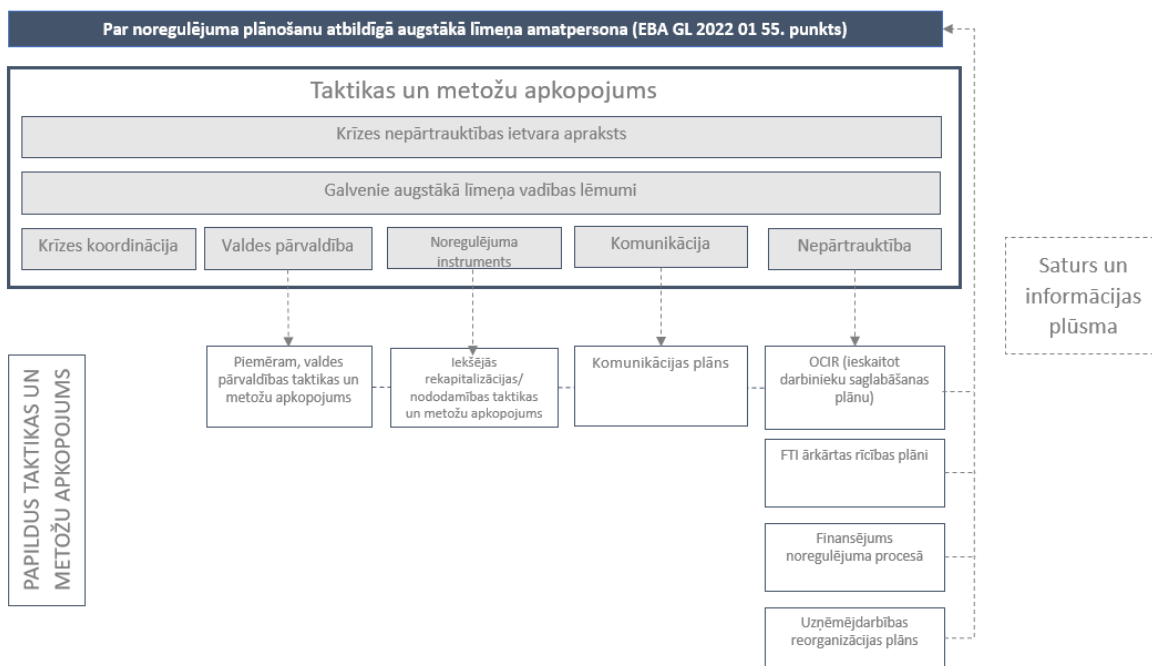 Par noregulējuma plānošanu atbildīgā augstākā līmeņa amatpersona (EBA GL 2022 01 55. punkts)
Taktikas un metožu apkopojums
Krīzes nepārtrauktības ietvara apraksts
Galvenie augstākā līmeņa vadības lēmumi
Krīzes koordinācija
Valdes pārvaldība
Noregulējuma
instruments
Komunikācija
Nepārtrauktība
Saturs un
informācijas
plūsma
PAPILDUS TAKTIKAS UN
METOŽU APKOPOJUMS
Piemēram, valdes
pārvaldības taktikas un
metožu apkopojums
Iekšējās
rekapitalizācijas/
nododamības taktikas
un metožu apkopojums
Komunikācijas plāns
OCIR (ieskaitot
darbinieku saglabāšanas
plānu)
FTI ārkārtas rīcības plāni
Finansējums
noregulējuma procesā
Uzņēmējdarbības
reorganizācijas plāns